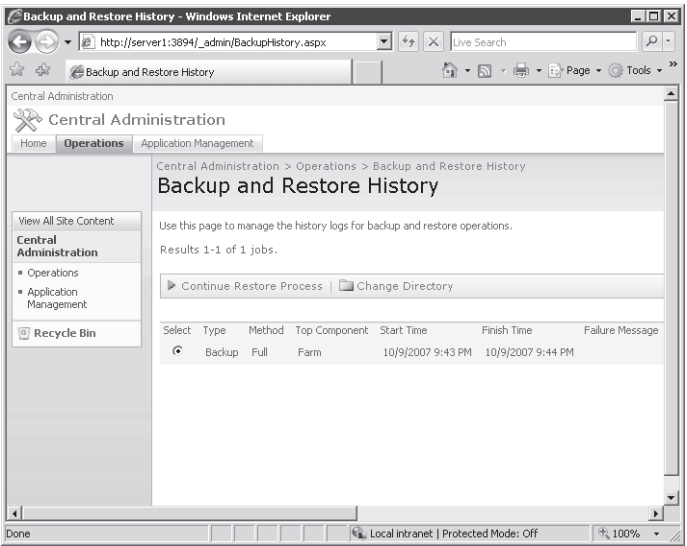 Backup and Restore History - Windows Internet Explorer
http://server1:3894/_admin/BackupHistory.aspx
Live Search
Backup and Restore History
Page
Tools
Central Administration
Central Administration
Home Operations Application Management
Central Administration > Operations > Backup and Restore History
Backup and Restore History
View All Site Content
Central
Administration
Operations
Application
Management
Recycle Bin
Use this page to manage the history logs for backup and restore operations.
Results 1-1 of 1 jobs.
Continue Restore Process | Change Directory
Select Type Method Top Component Start Time Finish Time Failure Message
Backup Full Farm 10/9/2007 9:43 PM 10/9/2007 9:44 PM
Done
Local intranet | Protected Mode: Off
100%